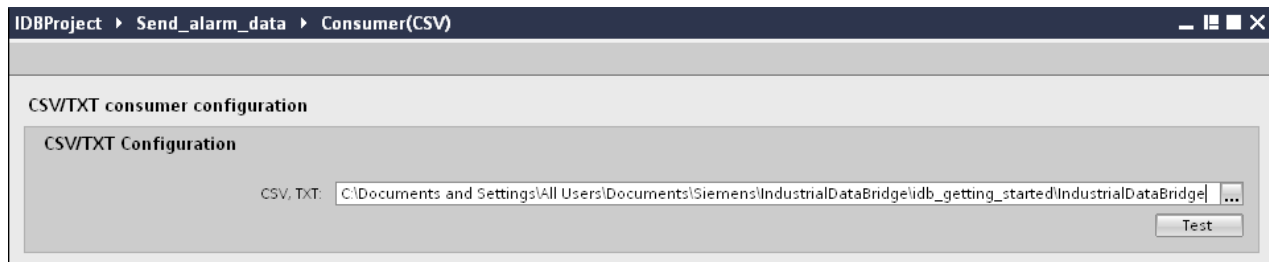 IDBProject ▸ Send_alarm_data ▸ Consumer(CSV)
CSV/TXT consumer configuration
CSV/TXT Configuration
CSV, TXT: C:\Documents and Settings\All Users\Documents\Siemens\IndustrialDataBridge\idb_getting_started\IndustrialDataBridge ...
Test